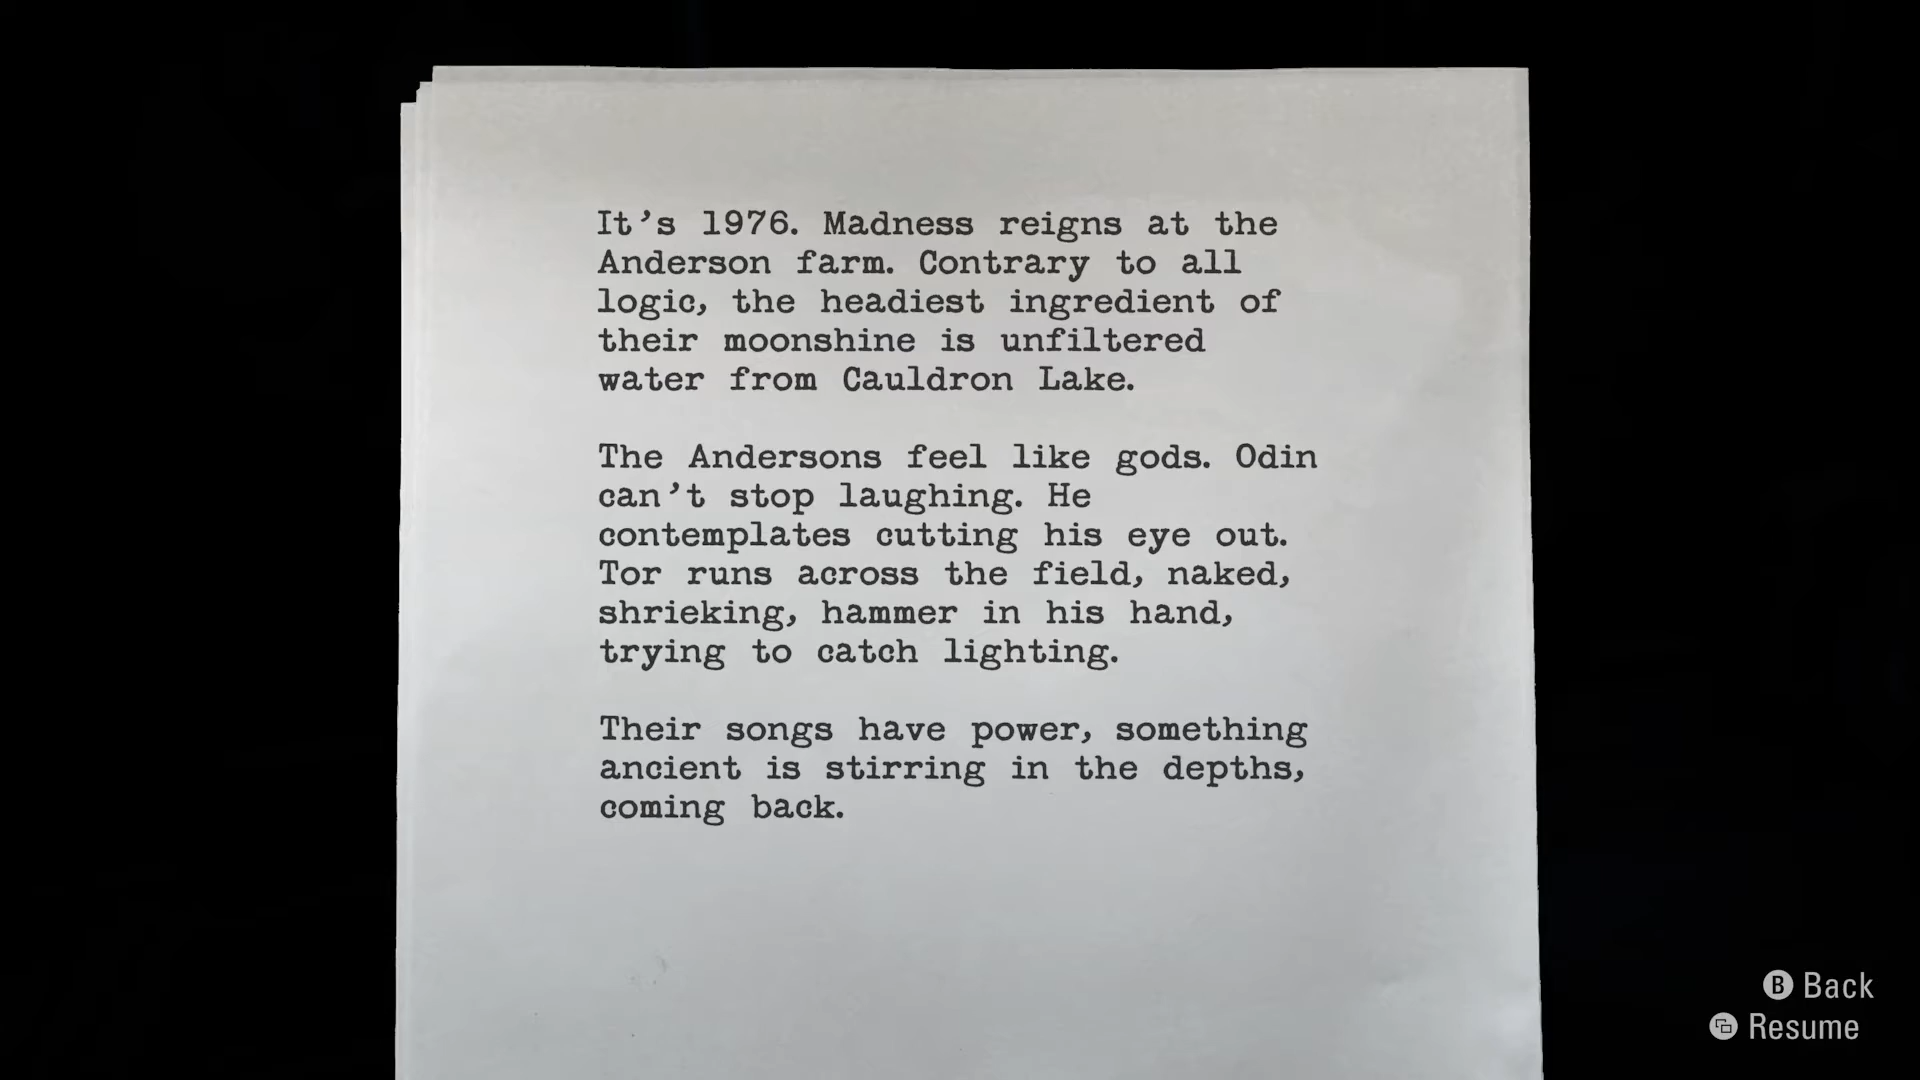 It’s 1976. Madness reigns at the
Anderson farm. Contrary to all
logic, the headiest ingredient of
their moonshine is unfiltered
water from Cauldron Lake.
The Andersons feel like gods. Odin
can’t stop laughing. He
contemplates cutting his eye out.
Tor runs across the field, naked,
shrieking, hammer in his hand,
trying to catch lighting.
Their songs have power, something
ancient is stirring in the depths,
coming back.
B Back
Resume